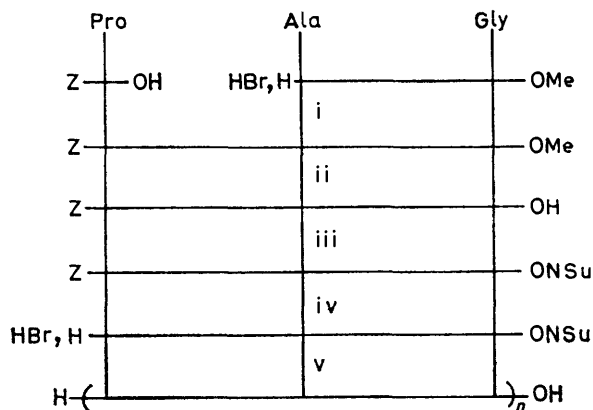 Pro Ala Gly
Z OH HBr, H OMe
i
Z OMe
ii
Z OH
iii
Z ONSu
iv
HBr, H ONSu
v
H ( )n OH